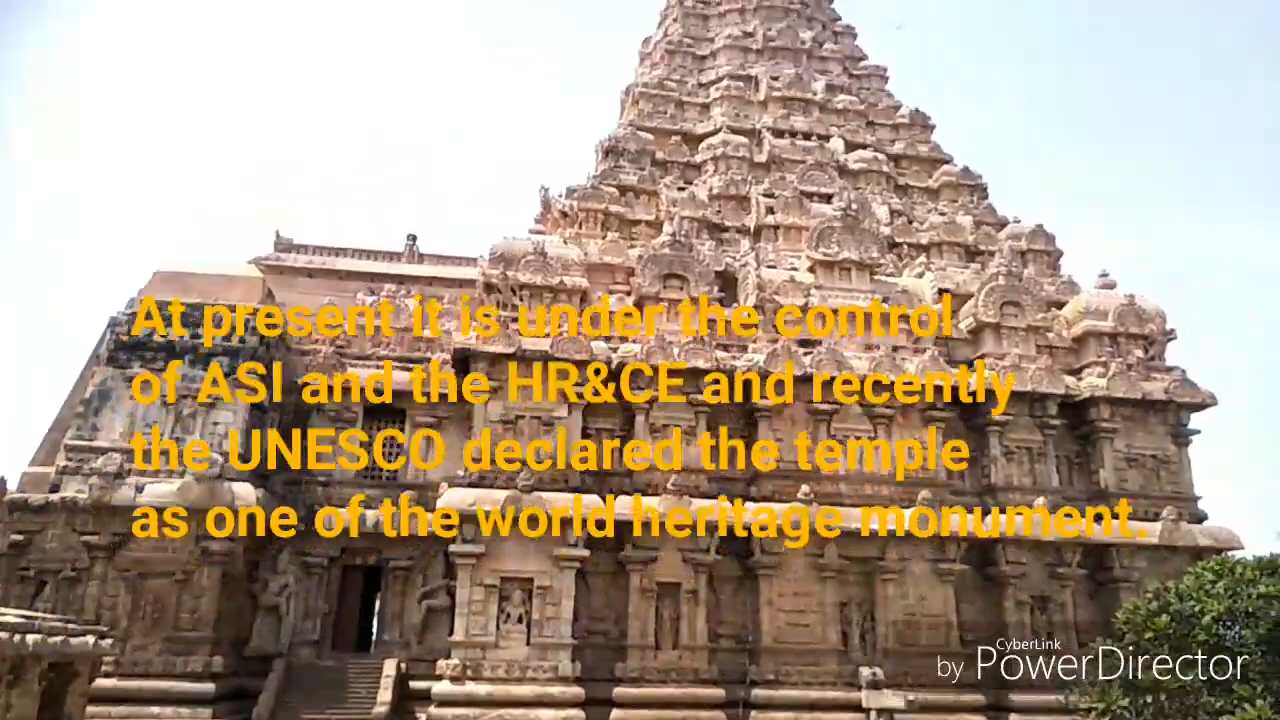 At present it is under the control
of ASI and the HR&CE and recently
the UNESCO declared the temple
as one of the world heritage monument.
CyberLink
by PowerDirector